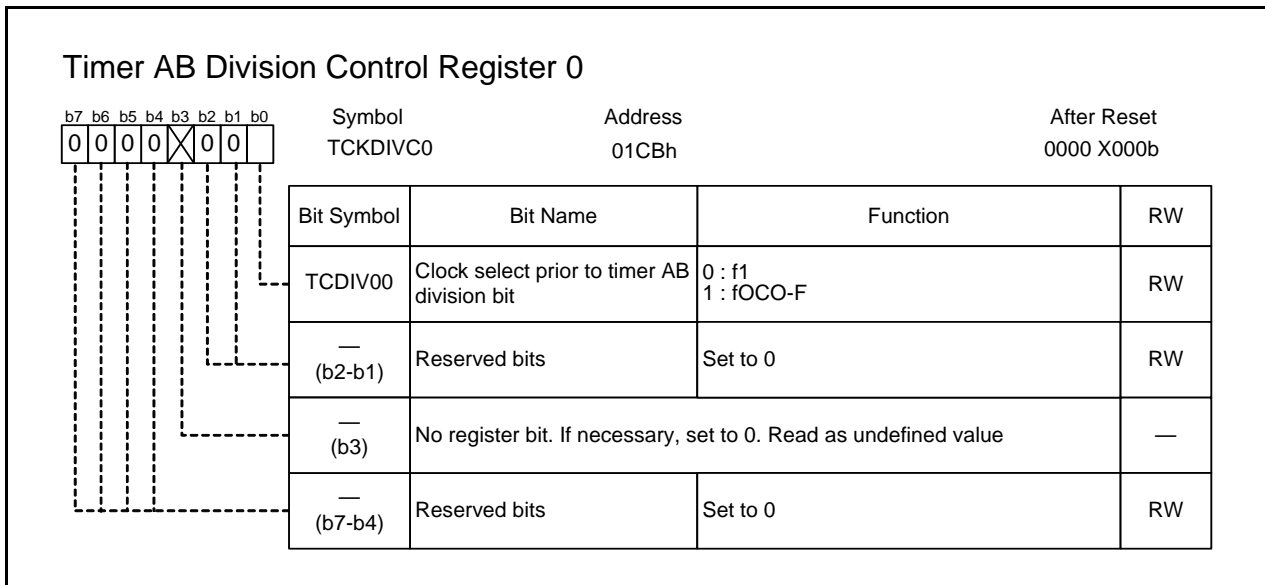 Timer AB Division Control Register 0
b7 b6 b5 b4 b3 b2 b1 b0 Symbol Address After Reset
0 0 0 0 0 0 TCKDIVC0 01CBh 0000 X000b
Bit Symbol Bit Name Function RW
TCDIV00 Clock select prior to timer AB division bit 0 : f1 RW
1 : fOCO-F
— (b2-b1) Reserved bits Set to 0 RW
— (b3) No register bit. If necessary, set to 0. Read as undefined value —
— (b7-b4) Reserved bits Set to 0 RW